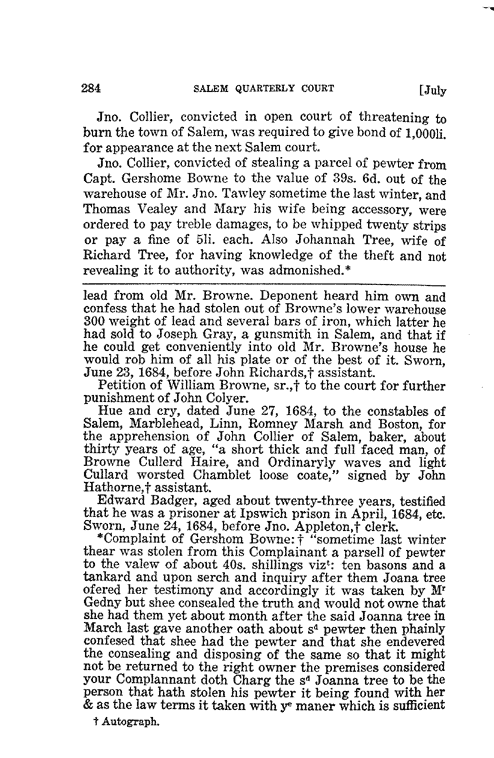 284 SALEM QUARTERLY COURT [July
Jno. Collier, convicted in open court of threatening to
burn the town of Salem, was required to give bond of 1,000li.
for appearance at the next Salem court.
Jno. Collier, convicted of stealing a parcel of pewter from
Capt. Gershome Bowne to the value of 39s. 6d. out of the
warehouse of Mr. Jno. Tawley sometime the last winter, and
Thomas Vealey and Mary his wife being accessory, were
ordered to pay treble damages, to be whipped twenty strips
or pay a fine of 5li. each. Also Johannah Tree, wife of
Richard Tree, for having knowledge of the theft and not
revealing it to authority, was admonished.*
lead from old Mr. Browne. Deponent heard him own and
confess that he had stolen out of Browne's lower warehouse
300 weight of lead and several bars of iron, which latter he
had sold to Joseph Gray, a gunsmith in Salem, and that if
he could get conveniently into old Mr. Browne's house he
would rob him of all his plate or of the best of it. Sworn,
June 23, 1684, before John Richards,† assistant.
Petition of William Browne, sr.,† to the court for further
punishment of John Colyer.
Hue and cry, dated June 27, 1684, to the constables of
Salem, Marblehead, Linn, Romney Marsh and Boston, for
the apprehension of John Collier of Salem, baker, about
thirty years of age, "a short thick and full faced man, of
Browne Cullerd Haire, and Ordinaryly waves and light
Cullard worsted Chamblet loose coate," signed by John
Hathorne,† assistant.
Edward Badger, aged about twenty-three years, testified
that he was a prisoner at Ipswich prison in April, 1684, etc.
Sworn, June 24, 1684, before Jno. Appleton,† clerk.
*Complaint of Gershom Bowne:† "sometime last winter
thear was stolen from this Complainant a parsell of pewter
to the valew of about 40s. shillings vizᵗ: ten basons and a
tankard and upon serch and inquiry after them Joana tree
ofered her testimony and accordingly it was taken by Mʳ
Gedny but shee consealed the truth and would not owne that
she had them yet about month after the said Joanna tree in
March last gave another oath about sᵈ pewter then phainly
confesed that shee had the pewter and that she endevered
the consealing and disposing of the same so that it might
not be returned to the right owner the premises considered
your Complannant doth Charg the sᵈ Joanna tree to be the
person that hath stolen his pewter it being found with her
& as the law terms it taken with yᵉ maner which is sufficient
† Autograph.